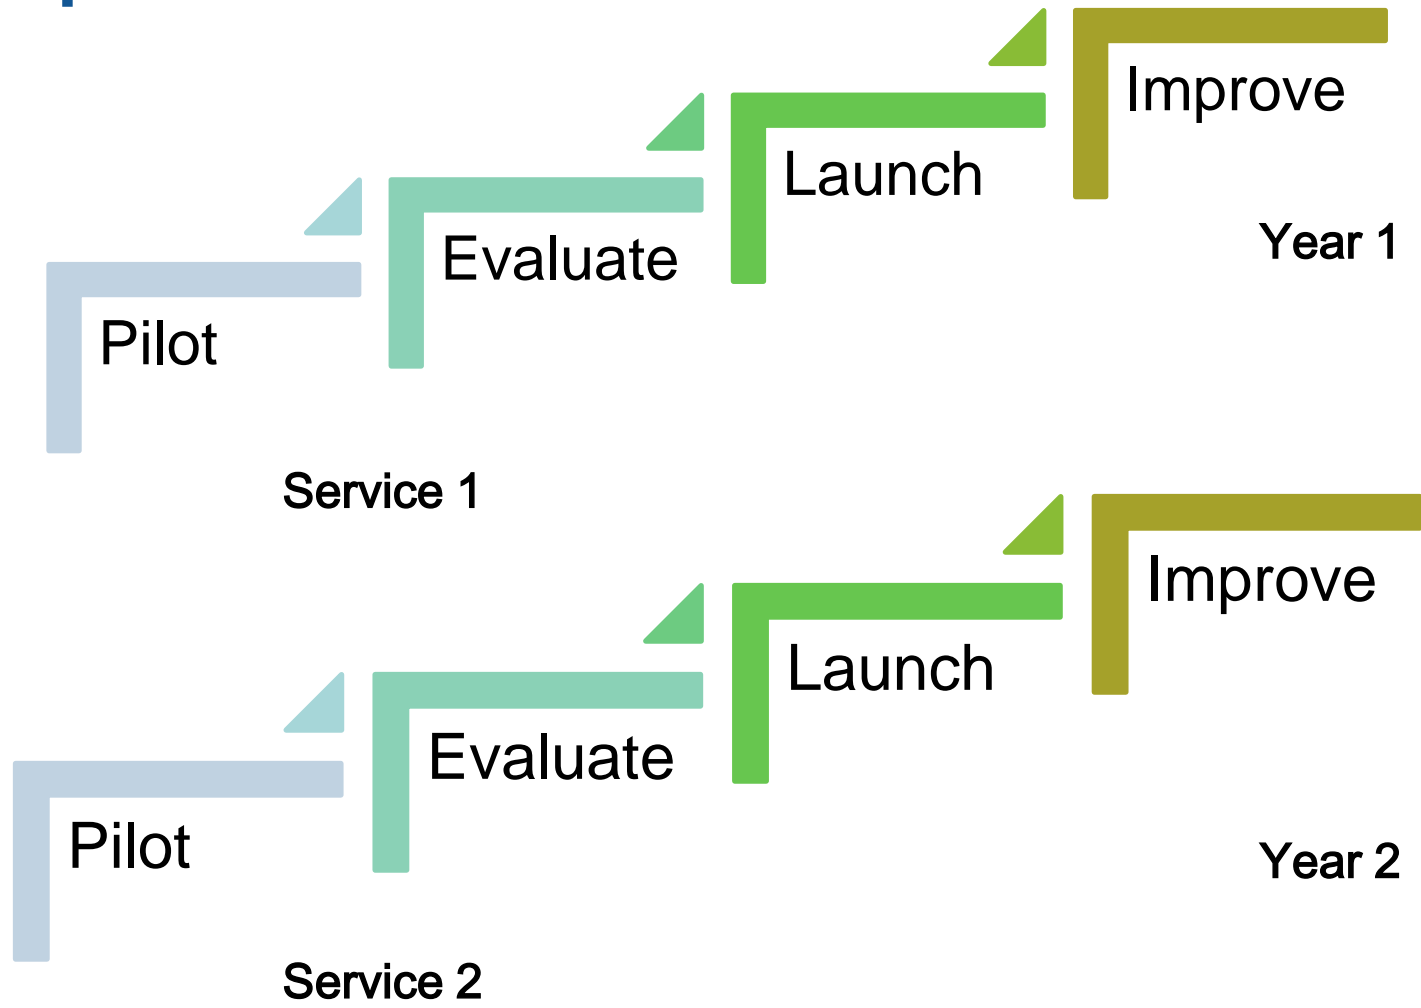 Improve
Launch
Year 1
Evaluate
Pilot
Service 1
Improve
Launch
Evaluate
Pilot
Year 2
Service 2